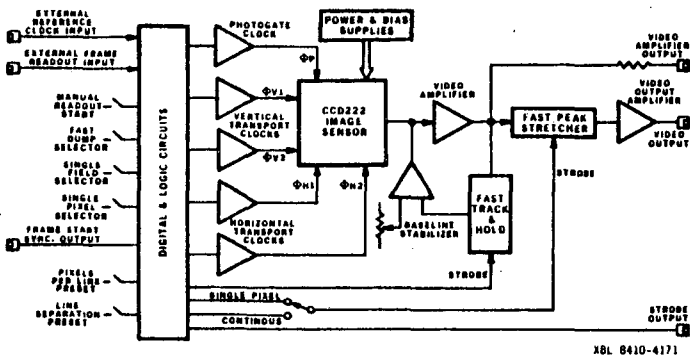 EXTERNAL
REFERENCE
CLOCK INPUT
EXTERNAL FRAME
READOUT INPUT
MANUAL
READOUT
START
FAST
DUMP
SELECTOR
SINGLE
FIELD
SELECTOR
SINGLE
PIXEL
SELECTOR
FRAME START
SYNC. OUTPUT
PIXELS
PER LINE
PRESET
LINE
SEPARATION
PRESET
DIGITAL & LOGIC CIRCUITS
PHOTOGATE
CLOCK
ΦP
ΦV1
VERTICAL
TRANSPORT
CLOCKS
ΦV2
ΦH1
ΦH2
HORIZONTAL
TRANSPORT
CLOCKS
POWER & BIAS
SUPPLIES
CCD222
IMAGE
SENSOR
VIDEO
AMPLIFIER
BASELINE
STABILIZER
FAST
TRACK
&
HOLD
STROBE
SINGLE PIXEL
CONTINOUS
FAST PEAK
STRETCHER
STROBE
VIDEO
AMPLIFIER
OUTPUT
VIDEO
OUTPUT
AMPLIFIER
VIDEO
OUTPUT
STROBE
OUTPUT
XBL 8410-4171